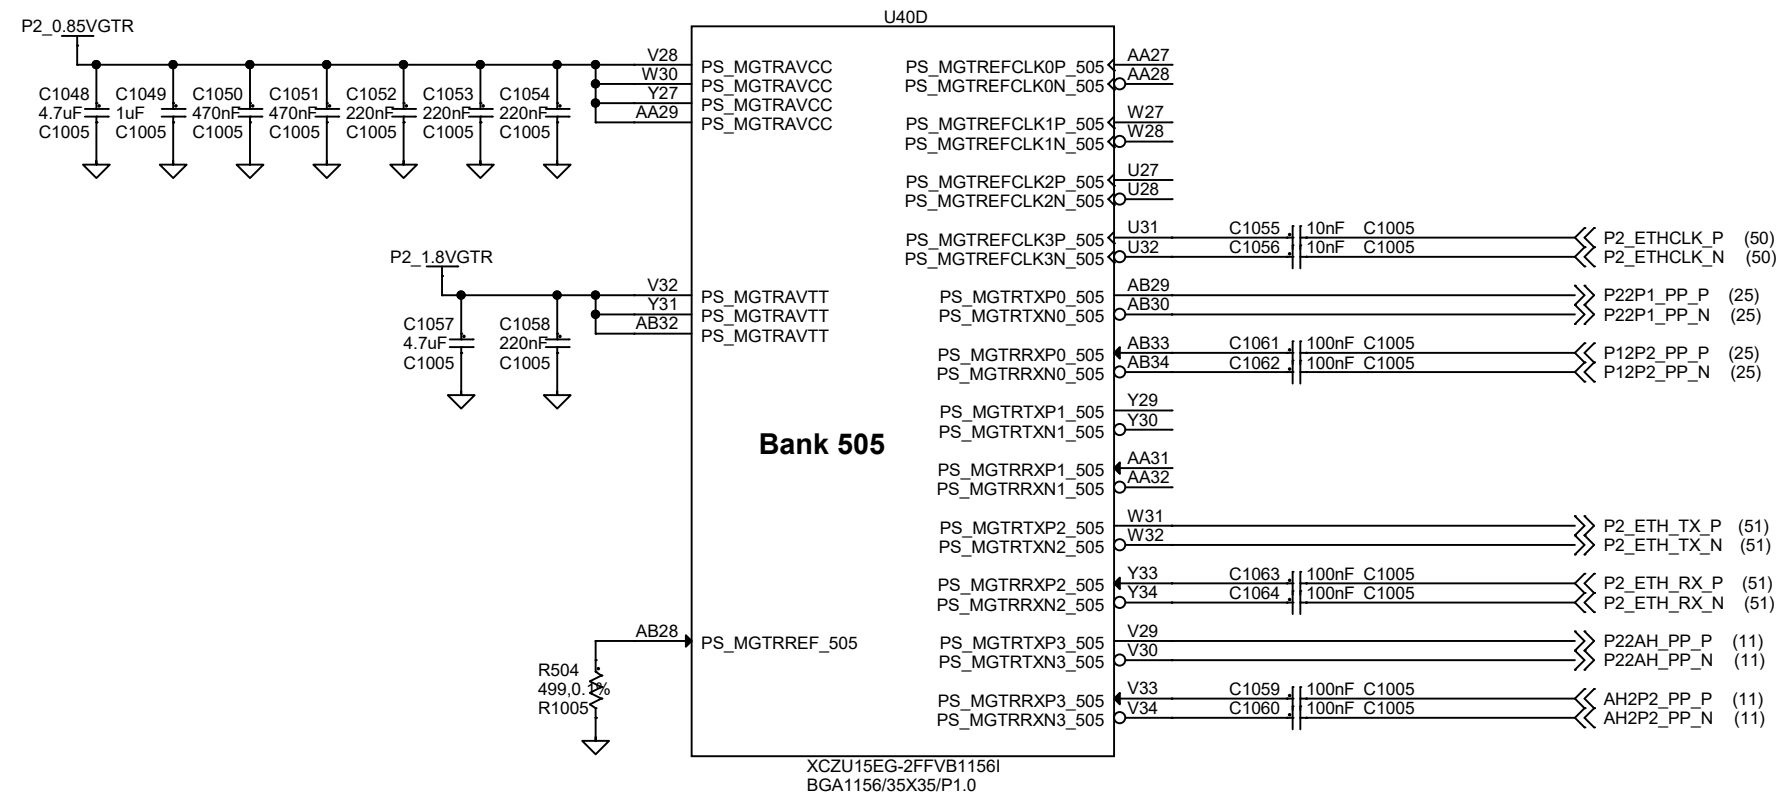 U40D
P2_0.85VGTR
C1048
4.7uF
C1005
C1049
1uF
C1005
C1050
470nF
C1005
C1051
470nF
C1005
C1052
220nF
C1005
C1053
220nF
C1005
C1054
220nF
C1005
V28 PS_MGTRAVCC
W30 PS_MGTRAVCC
Y27 PS_MGTRAVCC
AA29 PS_MGTRAVCC
P2_1.8VGTR
C1057
4.7uF
C1005
C1058
220nF
C1005
V32 PS_MGTRAVTT
Y31 PS_MGTRAVTT
AB32 PS_MGTRAVTT
Bank 505
AB28 PS_MGTRREF_505
R504
499,0.1%
R1005
PS_MGTREFCLK0P_505 AA27
PS_MGTREFCLK0N_505 AA28
PS_MGTREFCLK1P_505 W27
PS_MGTREFCLK1N_505 W28
PS_MGTREFCLK2P_505 U27
PS_MGTREFCLK2N_505 U28
PS_MGTREFCLK3P_505 U31 C1055 10nF C1005 P2_ETHCLK_P (50)
PS_MGTREFCLK3N_505 U32 C1056 10nF C1005 P2_ETHCLK_N (50)
PS_MGTRTXP0_505 AB29 P22P1_PP_P (25)
PS_MGTRTXN0_505 AB30 P22P1_PP_N (25)
PS_MGTRRXP0_505 AB33 C1061 100nF C1005 P12P2_PP_P (25)
PS_MGTRRXN0_505 AB34 C1062 100nF C1005 P12P2_PP_N (25)
PS_MGTRTXP1_505 Y29
PS_MGTRTXN1_505 Y30
PS_MGTRRXP1_505 AA31
PS_MGTRRXN1_505 AA32
PS_MGTRTXP2_505 W31 P2_ETH_TX_P (51)
PS_MGTRTXN2_505 W32 P2_ETH_TX_N (51)
PS_MGTRRXP2_505 Y33 C1063 100nF C1005 P2_ETH_RX_P (51)
PS_MGTRRXN2_505 Y34 C1064 100nF C1005 P2_ETH_RX_N (51)
PS_MGTRTXP3_505 V29 P22AH_PP_P (11)
PS_MGTRTXN3_505 V30 P22AH_PP_N (11)
PS_MGTRRXP3_505 V33 C1059 100nF C1005 AH2P2_PP_P (11)
PS_MGTRRXN3_505 V34 C1060 100nF C1005 AH2P2_PP_N (11)
XCZU15EG-2FFVB1156I
BGA1156/35X35/P1.0